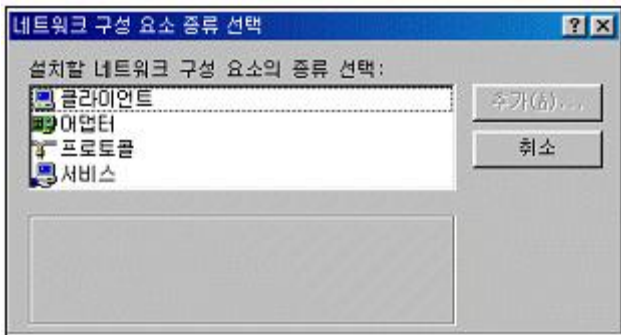 네트워크 구성 요소 종류 선택
설치할 네트워크 구성 요소의 종류 선택:
클라이언트
어댑터
프로토콜
서비스
추가(A)...
취소